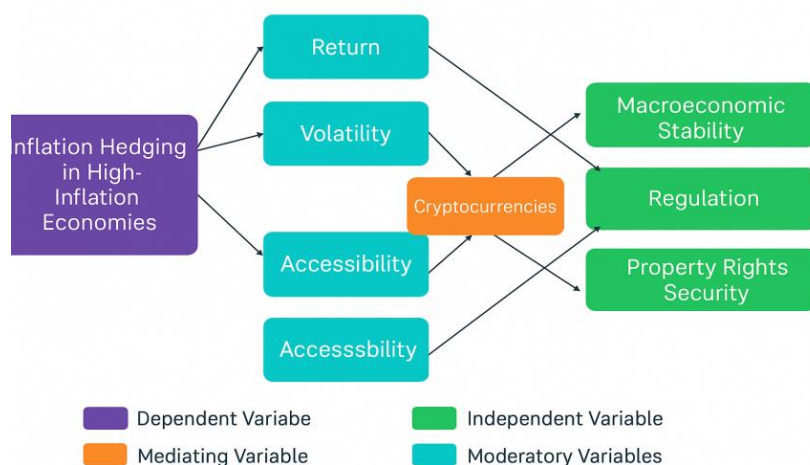 Return
Volatility
Inflation Hedging
in High-
Inflation
Economies
Cryptocurrencies
Accessibility
Accesssbility
Macroeconomic
Stability
Regulation
Property Rights
Security
Dependent Variabe
Independent Variable
Mediating Variable
Moderatory Variables